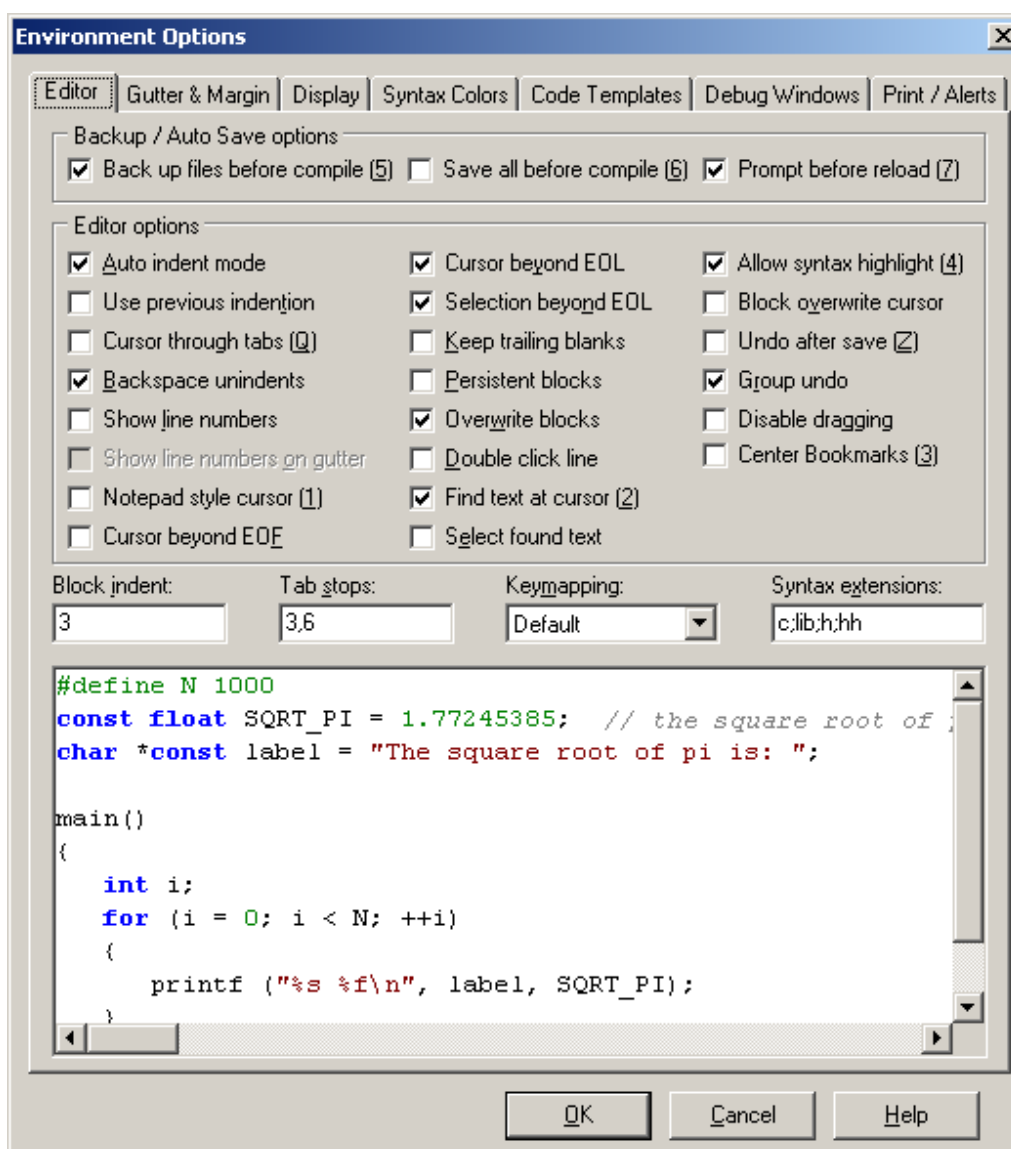 Environment Options
Editor Gutter & Margin Display Syntax Colors Code Templates Debug Windows Print / Alerts
Backup / Auto Save options
Back up files before compile (5) Save all before compile (6) Prompt before reload (7)
Editor options
Auto indent mode Cursor beyond EOL Allow syntax highlight (4)
Use previous indention Selection beyond EOL Block overwrite cursor
Cursor through tabs (Q) Keep trailing blanks Undo after save (Z)
Backspace unindents Persistent blocks Group undo
Show line numbers Overwrite blocks Disable dragging
Show line numbers on gutter Double click line Center Bookmarks (3)
Notepad style cursor (1) Find text at cursor (2)
Cursor beyond EOF Select found text
Block indent: Tab stops: Keymapping: Syntax extensions:
3 3,6 Default c;lib;h;hh
#define N 1000
const float SQRT_PI = 1.77245385;  // the square root of
char *const label = "The square root of pi is: ";
main()
{
int i;
for (i = 0; i < N; ++i)
{
printf ("%s %f\n", label, SQRT_PI);
}
OK Cancel Help